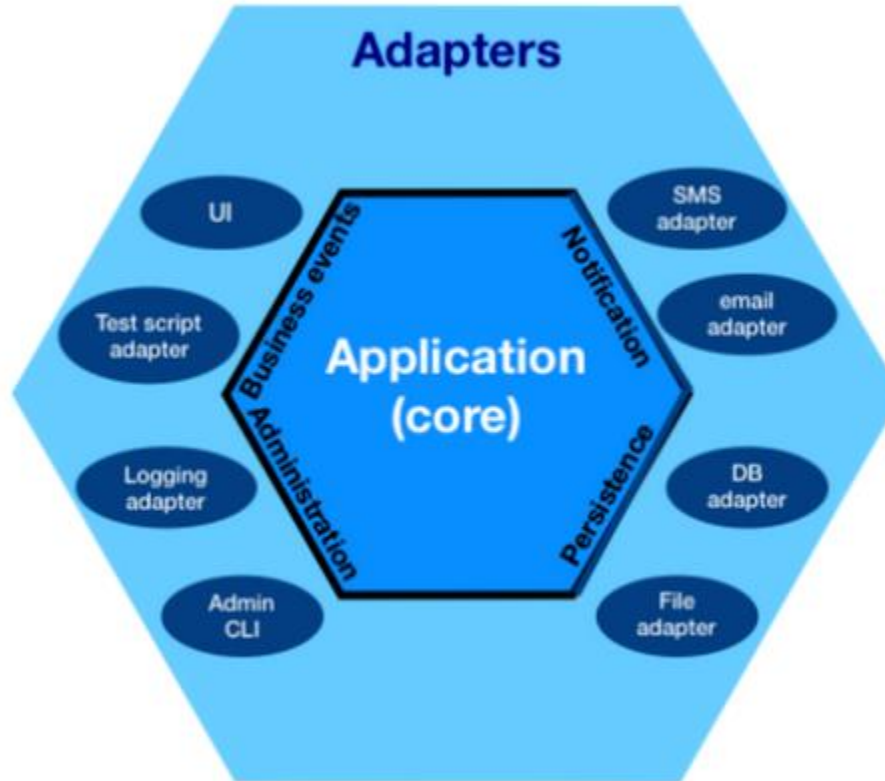 Adapters
UI
Test script
adapter
Logging
adapter
Admin
CLI
Business events
Administration
Application
(core)
Notification
Persistence
SMS
adapter
email
adapter
DB
adapter
File
adapter